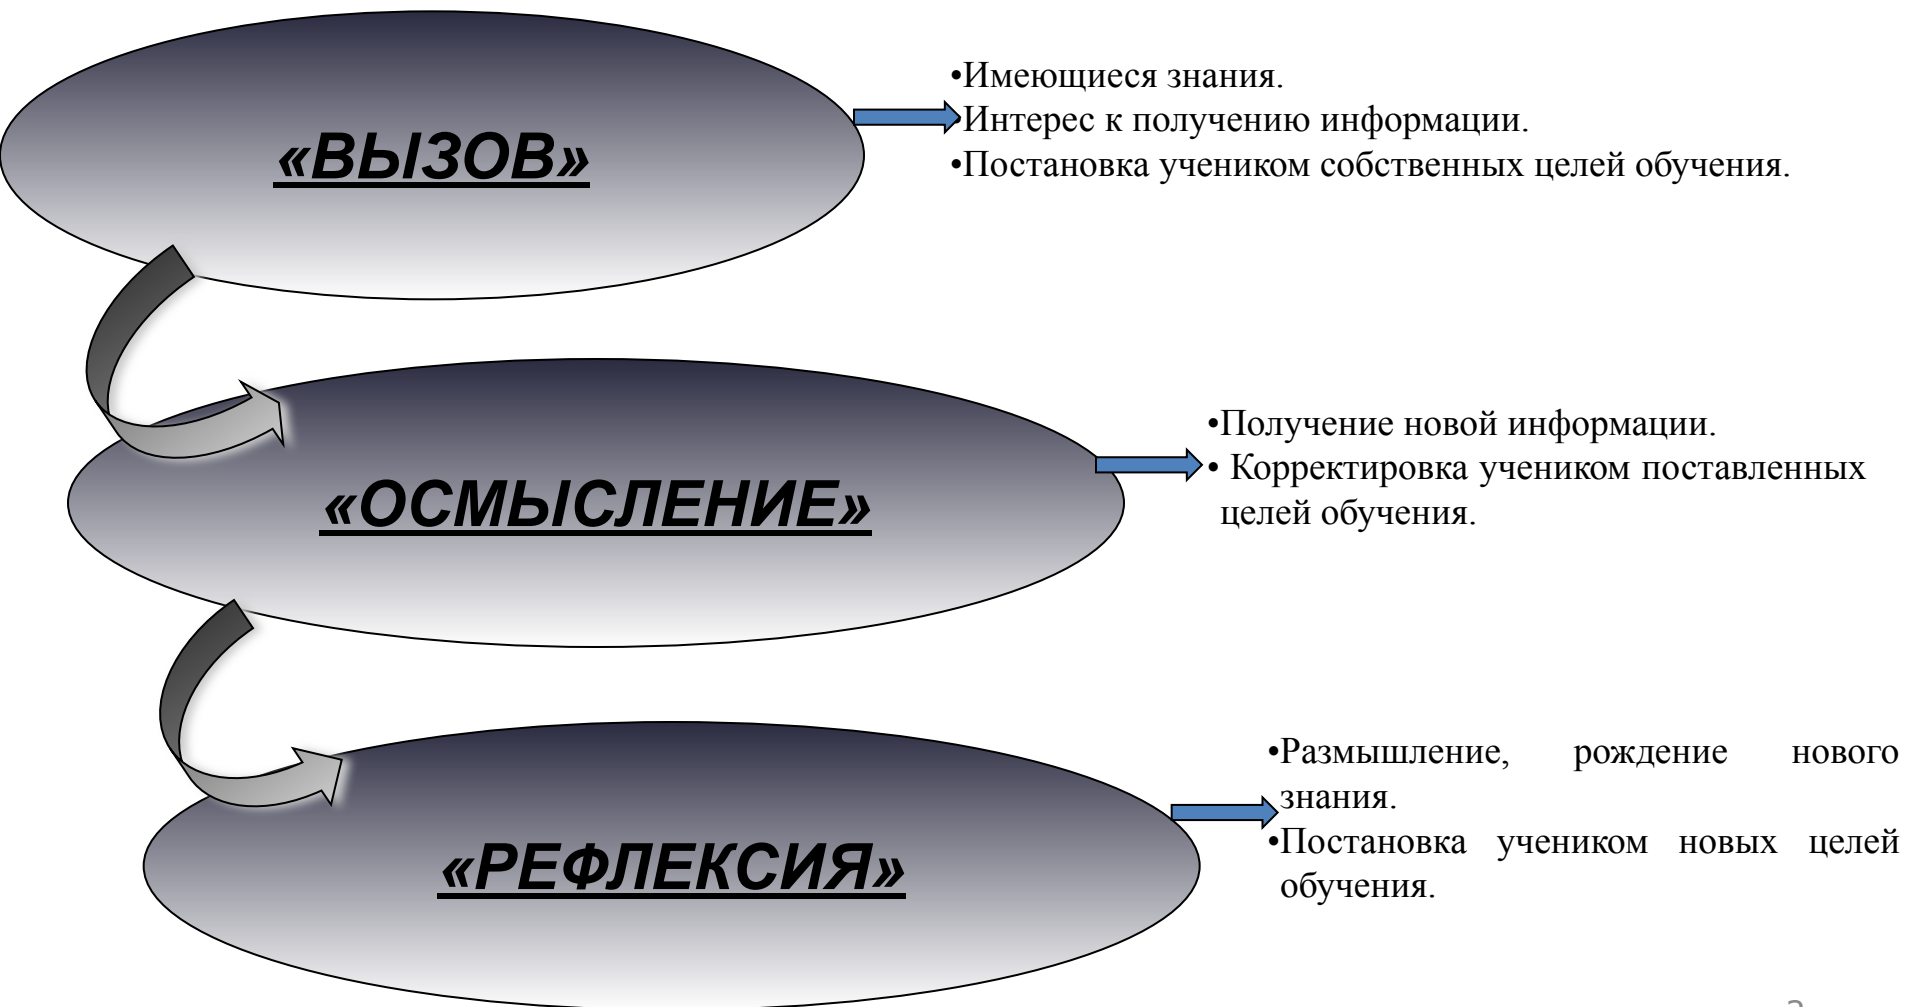 «ВЫЗОВ»
•Имеющиеся знания.
•Интерес к получению информации.
•Постановка учеником собственных целей обучения.
«ОСМЫСЛЕНИЕ»
•Получение новой информации.
• Корректировка учеником поставленных
целей обучения.
«РЕФЛЕКСИЯ»
•Размышление, рождение нового
знания.
•Постановка учеником новых целей
обучения.